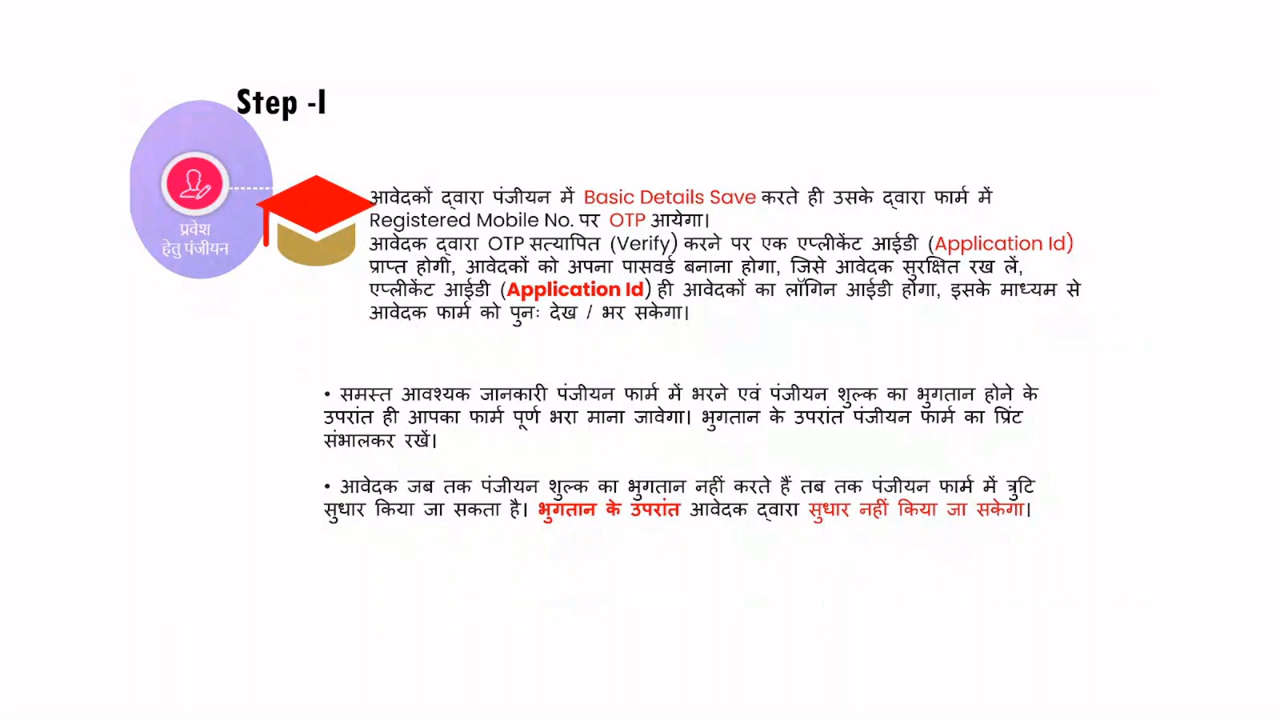 Step -I
प्रवेश
हेतु पंजीयन
आवेदकों द्वारा पंजीयन में Basic Details Save करते ही उसके द्वारा फार्म में
Registered Mobile No. पर OTP आयेगा।
आवेदक द्वारा OTP सत्यापित (Verify) करने पर एक एप्लीकेंट आईडी (Application Id)
प्राप्त होगी, आवेदकों को अपना पासवर्ड बनाना होगा, जिसे आवेदक सुरक्षित रख लें,
एप्लीकेंट आईडी (Application Id) ही आवेदकों का लॉगिन आईडी होगा, इसके माध्यम से
आवेदक फार्म को पुनः देख / भर सकेगा।
• समस्त आवश्यक जानकारी पंजीयन फार्म में भरने एवं पंजीयन शुल्क का भुगतान होने के
उपरांत ही आपका फार्म पूर्ण भरा माना जावेगा। भुगतान के उपरांत पंजीयन फार्म का प्रिंट
संभालकर रखें।
• आवेदक जब तक पंजीयन शुल्क का भुगतान नहीं करते हैं तब तक पंजीयन फार्म में त्रुटि
सुधार किया जा सकता है। भुगतान के उपरांत आवेदक द्वारा सुधार नहीं किया जा सकेगा।